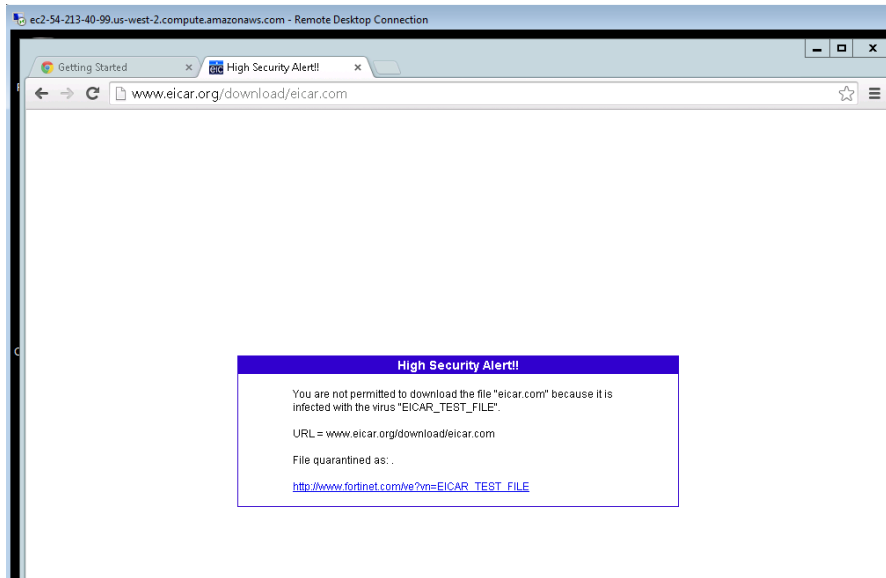 ec2-54-213-40-99.us-west-2.compute.amazonaws.com - Remote Desktop Connection
Getting Started
eic High Security Alert!!
www.eicar.org/download/eicar.com
High Security Alert!!
You are not permitted to download the file "eicar.com" because it is
infected with the virus "EICAR_TEST_FILE".
URL = www.eicar.org/download/eicar.com
File quarantined as: .
http://www.fortinet.com/ve?vn=EICAR_TEST_FILE